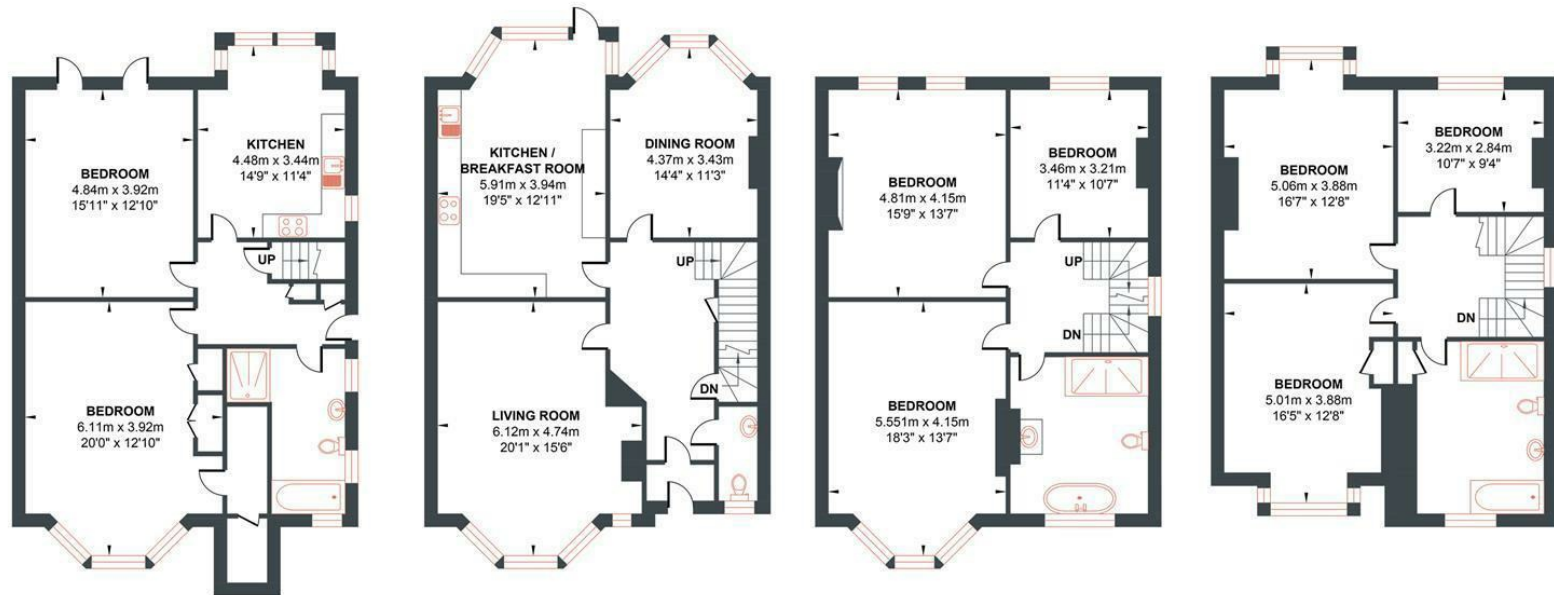 KITCHEN
4.48m x 3.44m
14'9" x 11'4"
BEDROOM
4.84m x 3.92m
15'11" x 12'10"
UP
BEDROOM
6.11m x 3.92m
20'0" x 12'10"
KITCHEN /
BREAKFAST ROOM
5.91m x 3.94m
19'5" x 12'11"
DINING ROOM
4.37m x 3.43m
14'4" x 11'3"
UP
DN
LIVING ROOM
6.12m x 4.74m
20'1" x 15'6"
BEDROOM
4.81m x 4.15m
15'9" x 13'7"
BEDROOM
3.46m x 3.21m
11'4" x 10'7"
UP
DN
BEDROOM
5.551m x 4.15m
18'3" x 13'7"
BEDROOM
5.06m x 3.88m
16'7" x 12'8"
BEDROOM
3.22m x 2.84m
10'7" x 9'4"
DN
BEDROOM
5.01m x 3.88m
16'5" x 12'8"